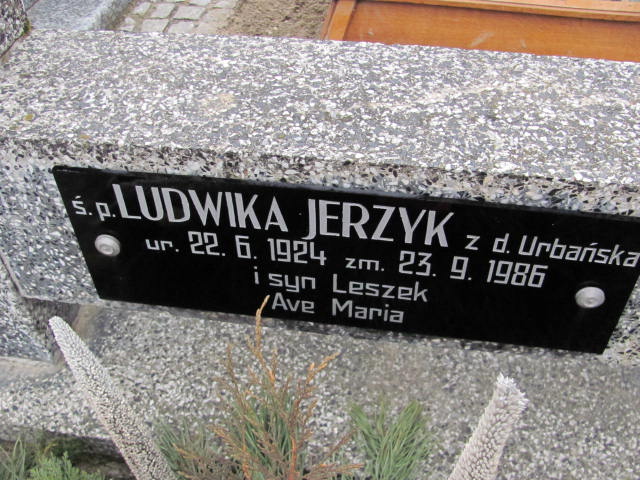 ś.p. LUDWIKA JERZYK z d. Urbańska
ur. 22. 6. 1924 zm. 23. 9. 1986
i syn Leszek
Ave Maria